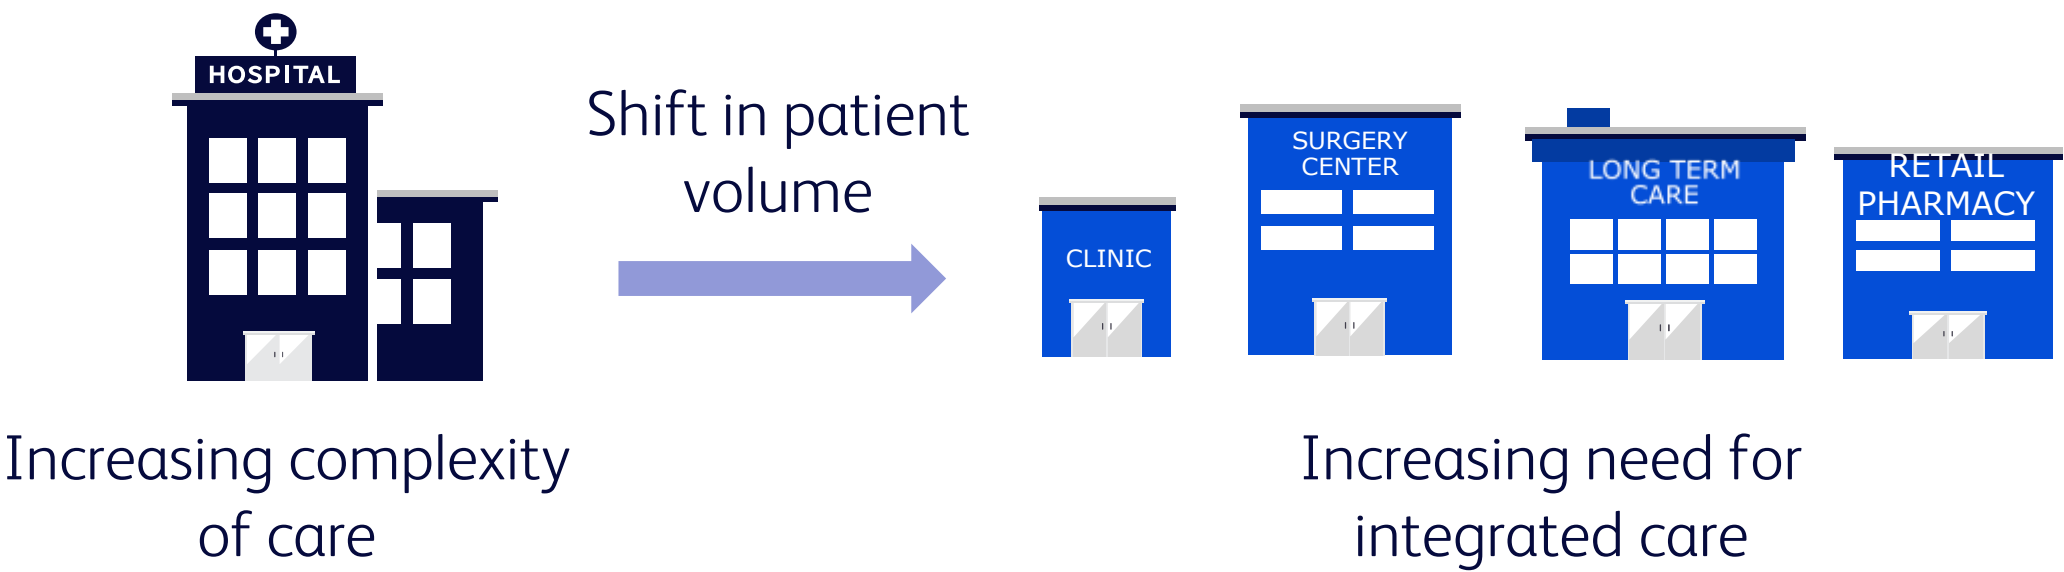 HOSPITAL
Shift in patient
volume
CLINIC
SURGERY
CENTER
LONG TERM
CARE
RETAIL
PHARMACY
Increasing complexity
of care
Increasing need for
integrated care